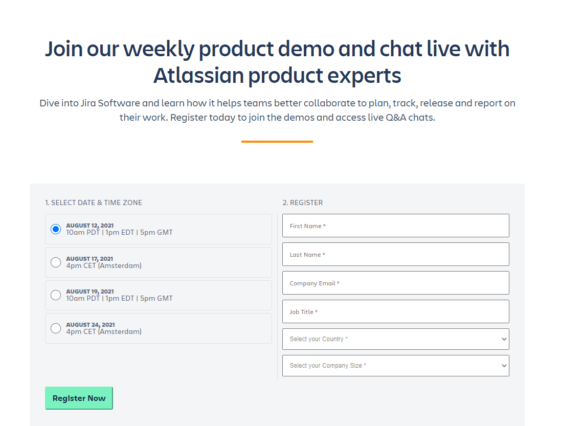 Join our weekly product demo and chat live with
Atlassian product experts
Dive into Jira Software and learn how it helps teams better collaborate to plan, track, release and report on
their work. Register today to join the demos and access live Q&A chats.
1. SELECT DATE & TIME ZONE
AUGUST 12, 2021
10am PDT | 1pm EDT | 5pm GMT
AUGUST 17, 2021
4pm CET (Amsterdam)
AUGUST 19, 2021
10am PDT | 1pm EDT | 5pm GMT
AUGUST 24, 2021
4pm CET (Amsterdam)
2. REGISTER
First Name *
Last Name *
Company Email *
Job Title *
Select your Country *
Select your Company Size *
Register Now